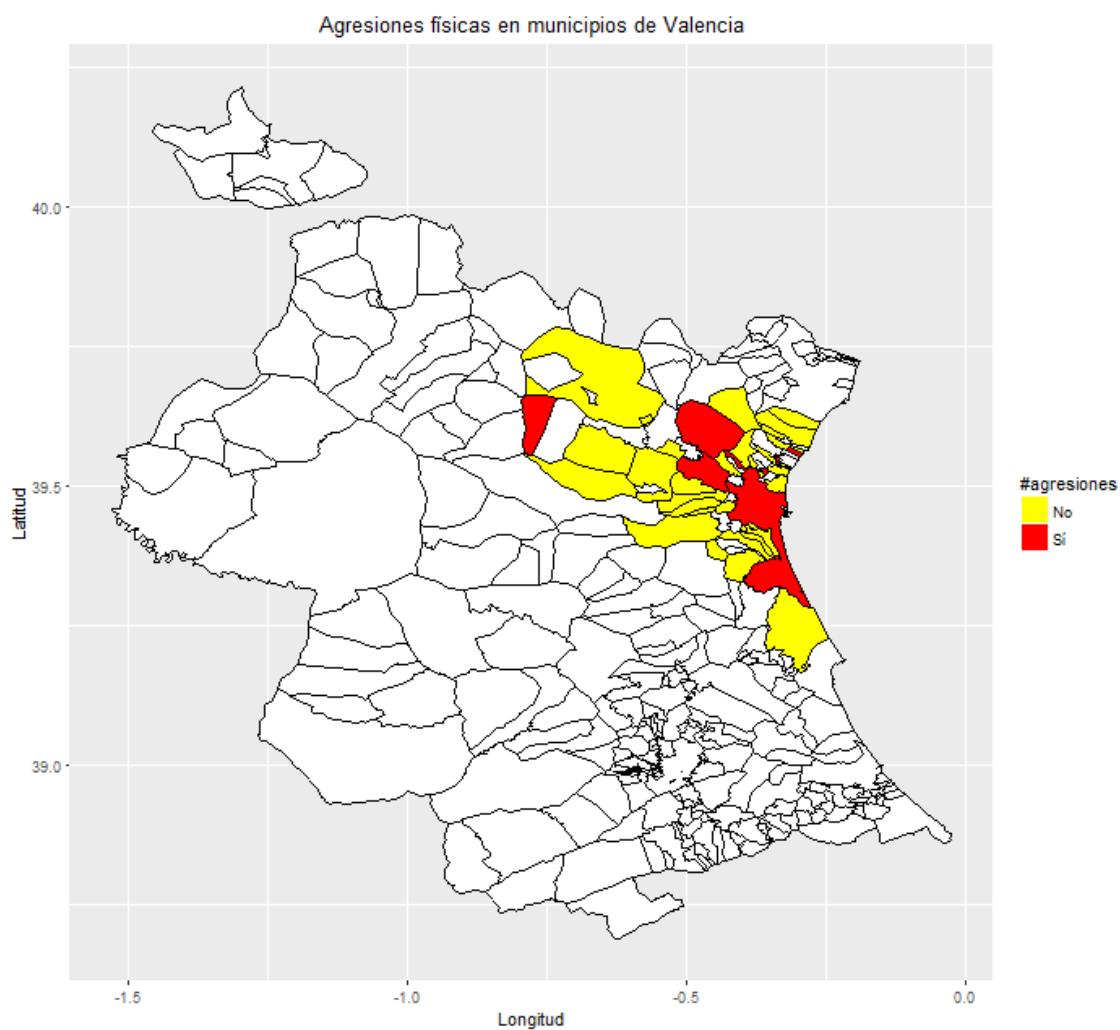 Agresiones físicas en municipios de Valencia
40.0
39.5
39.0
Latitud
-1.5
-1.0
-0.5
0.0
Longitud
#agresiones
No
Sí